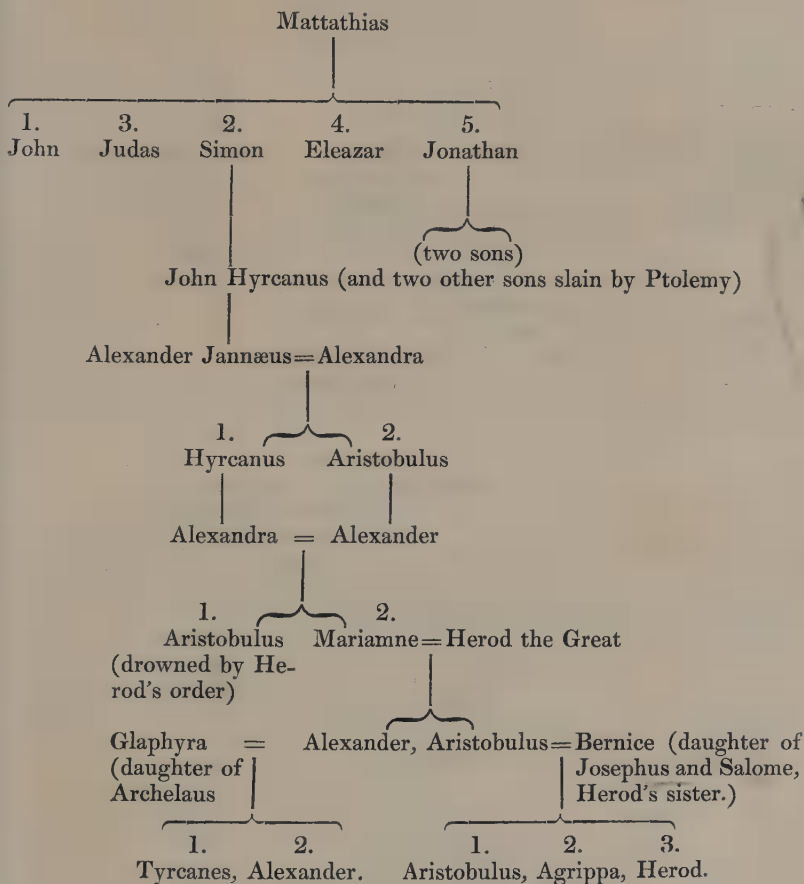 Mattathias
1. 3. 2. 4. 5.
John Judas Simon Eleazar Jonathan
(two sons)
John Hyrcanus (and two other sons slain by Ptolemy)
Alexander Jannæus=Alexandra
1. 2.
Hyrcanus Aristobulus
Alexandra = Alexander
1. 2.
Aristobulus Mariamne=Herod the Great
(drowned by He-
rod's order)
Glaphyra = Alexander, Aristobulus=Bernice (daughter of
(daughter of Josephus and Salome,
Archelaus Herod's sister.)
1. 2. 1. 2. 3.
Tyrcanes, Alexander. Aristobulus, Agrippa, Herod.